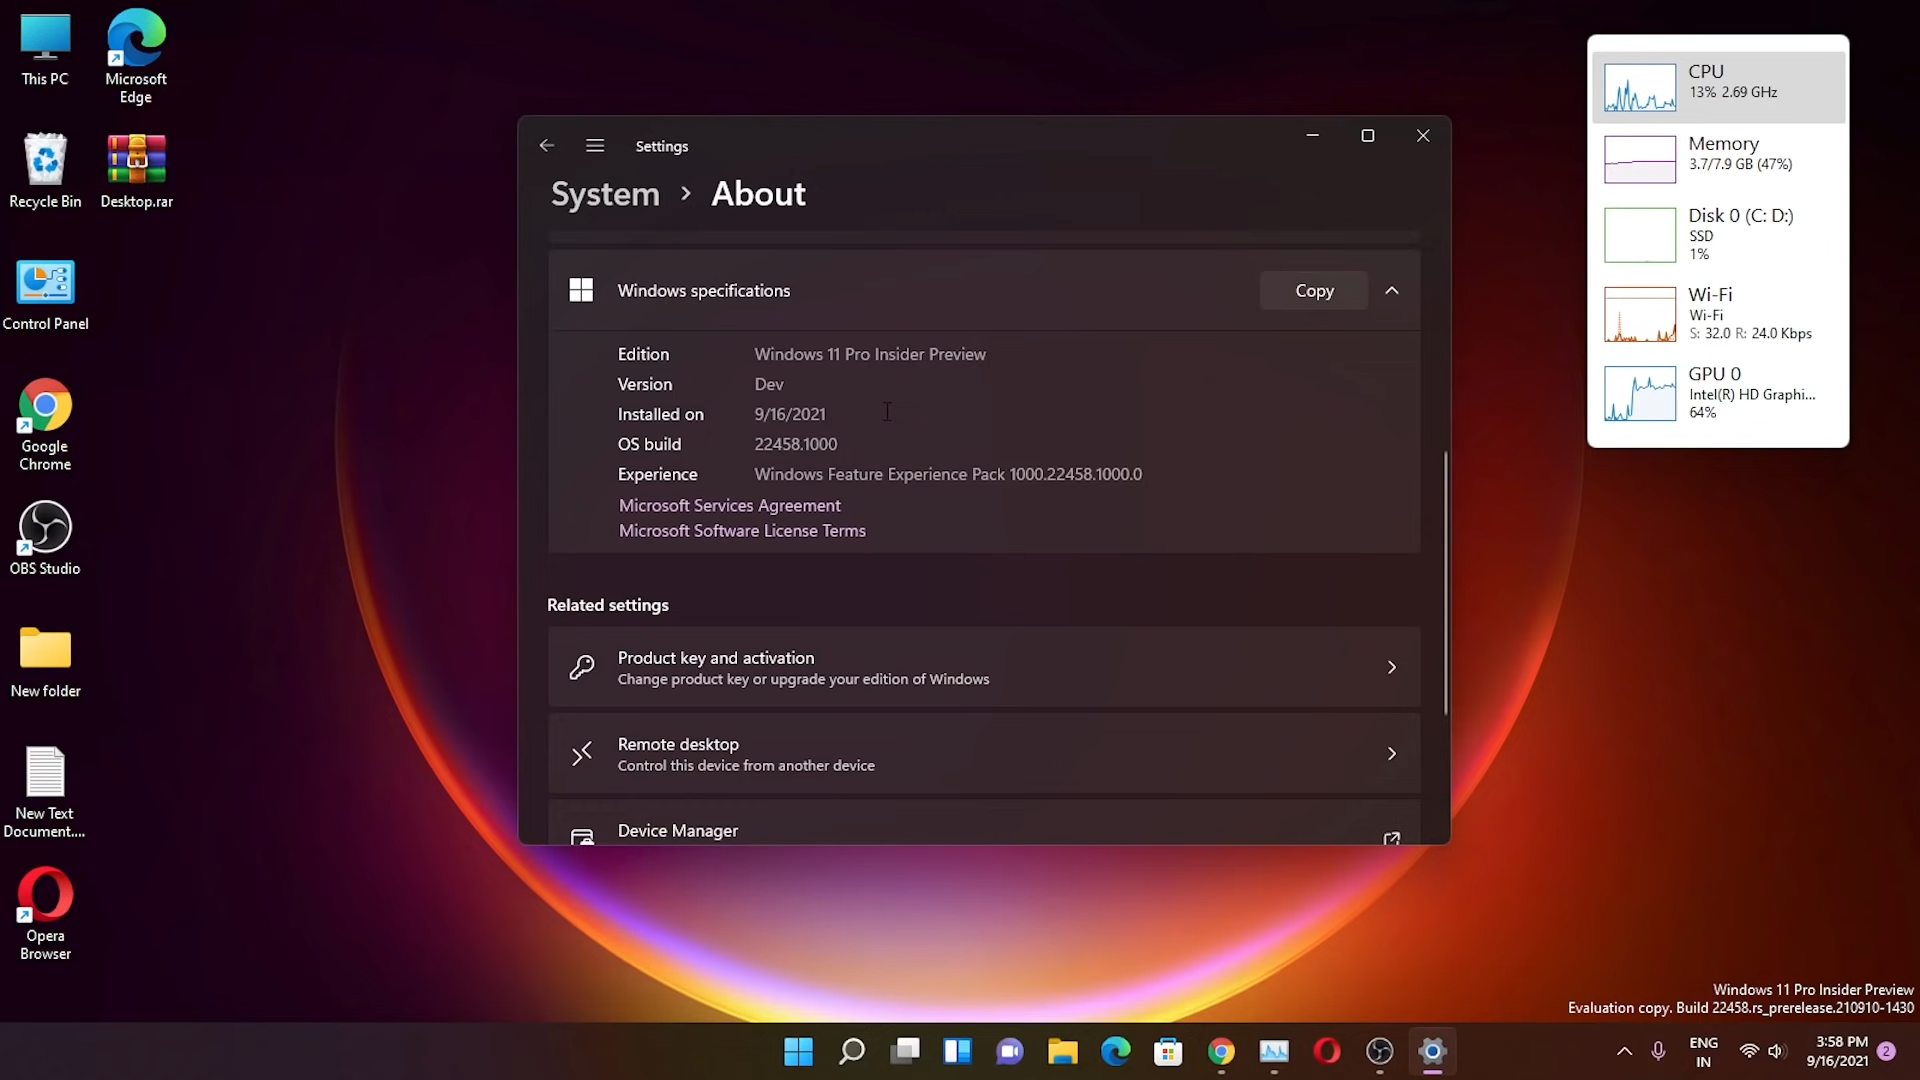 This PC
Microsoft
Edge
Recycle Bin
Desktop.rar
Control Panel
Google
Chrome
OBS Studio
New folder
New Text
Document....
Opera
Browser
Settings
System > About
Windows specifications
Copy
Edition Windows 11 Pro Insider Preview
Version Dev
Installed on 9/16/2021
OS build 22458.1000
Experience Windows Feature Experience Pack 1000.22458.1000.0
Microsoft Services Agreement
Microsoft Software License Terms
Related settings
Product key and activation
Change product key or upgrade your edition of Windows
Remote desktop
Control this device from another device
Device Manager
CPU
13% 2.69 GHz
Memory
3.7/7.9 GB (47%)
Disk 0 (C: D:)
SSD
1%
Wi-Fi
Wi-Fi
S: 32.0 R: 24.0 Kbps
GPU 0
Intel(R) HD Graphi...
64%
Windows 11 Pro Insider Preview
Evaluation copy. Build 22458.rs_prerelease.210910-1430
ENG
IN
3:58 PM
9/16/2021
2